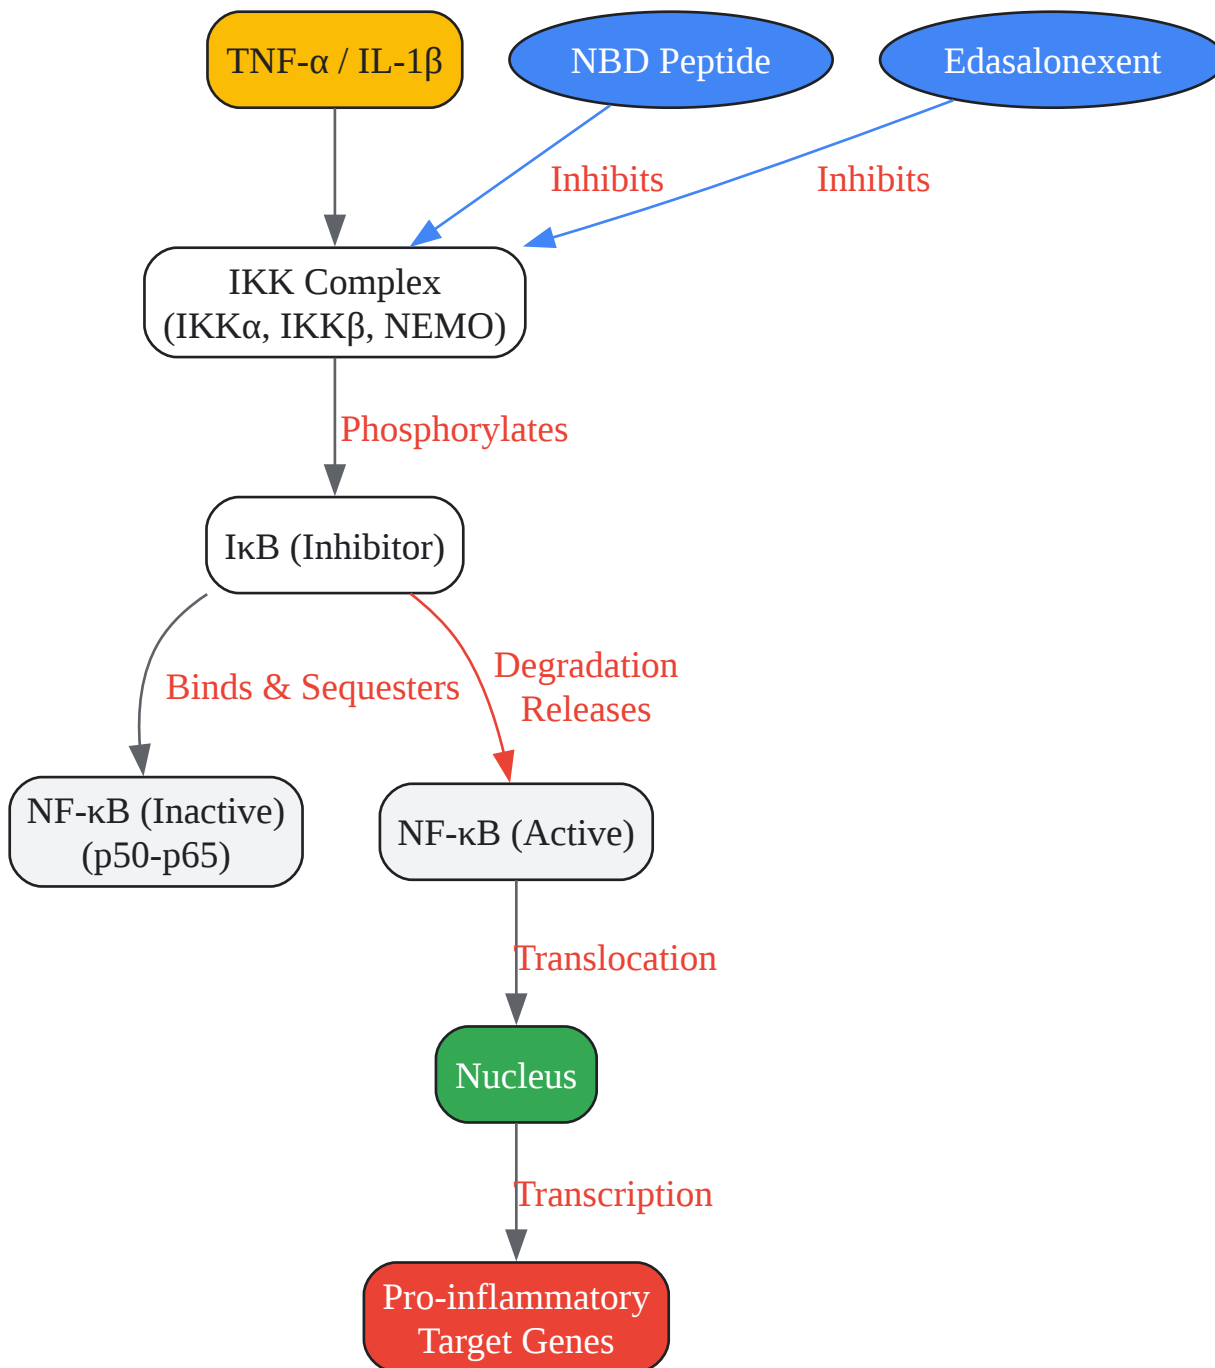 TNF-α / IL-1β
NBD Peptide
Edasalonexent
Inhibits
Inhibits
IKK Complex
(IKKα, IKKβ, NEMO)
Phosphorylates
IκB (Inhibitor)
Binds & Sequesters
Degradation
Releases
NF-κB (Inactive)
(p50-p65)
NF-κB (Active)
Translocation
Nucleus
Transcription
Pro-inflammatory
Target Genes